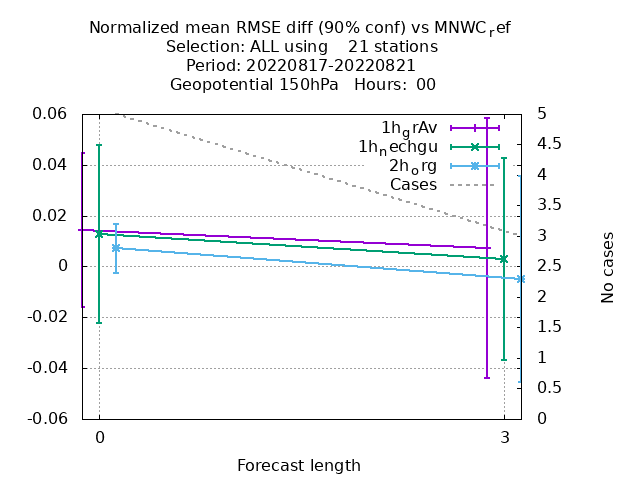 Normalized mean RMSE diff (90% conf) vs MNWC_ref
Selection: ALL using 21 stations
Period: 20220817-20220821
Geopotential 150hPa Hours: 00
1h_grAv
1h_nechgu
2h_org
Cases
0.06
0.04
0.02
0
-0.02
-0.04
-0.06
5
4.5
4
3.5
3
2.5
2
1.5
1
0.5
0
No cases
0
3
Forecast length